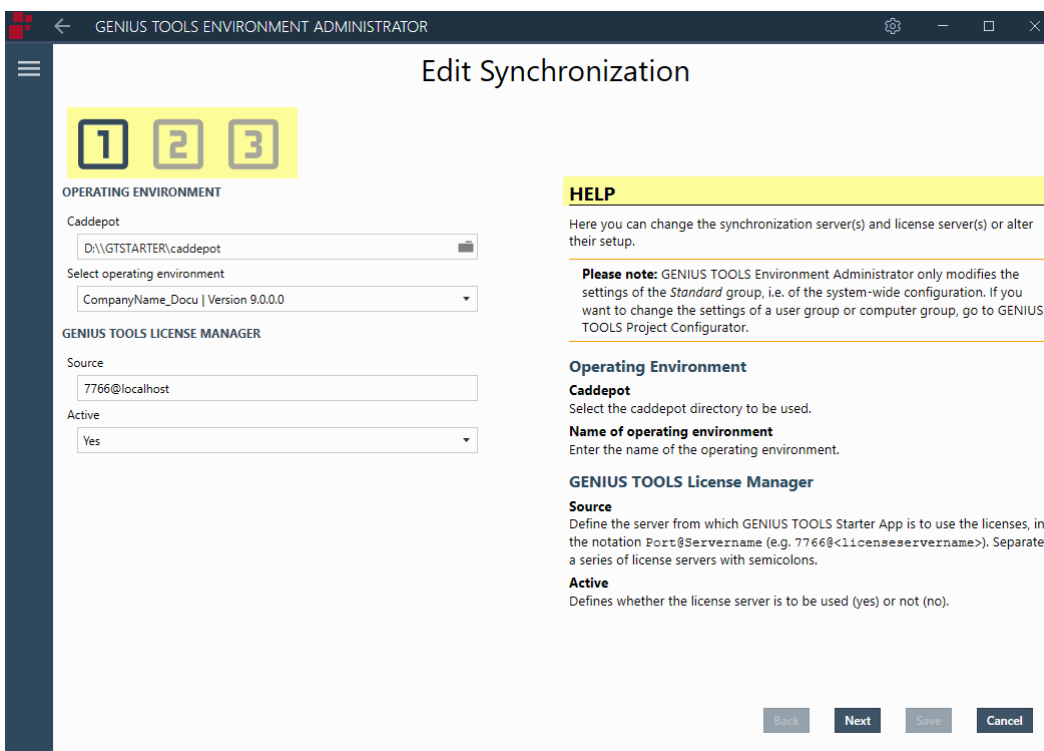 GENIUS TOOLS ENVIRONMENT ADMINISTRATOR
Edit Synchronization
1 2 3
OPERATING ENVIRONMENT
Caddepot
D:\\GTSTARTER\caddepot
Select operating environment
CompanyName_Docu | Version 9.0.0.0
GENIUS TOOLS LICENSE MANAGER
Source
7766@localhost
Active
Yes
HELP
Here you can change the synchronization server(s) and license server(s) or alter
their setup.
Please note: GENIUS TOOLS Environment Administrator only modifies the
settings of the Standard group, i.e. of the system-wide configuration. If you
want to change the settings of a user group or computer group, go to GENIUS
TOOLS Project Configurator.
Operating Environment
Caddepot
Select the caddepot directory to be used.
Name of operating environment
Enter the name of the operating environment.
GENIUS TOOLS License Manager
Source
Define the server from which GENIUS TOOLS Starter App is to use the licenses, in
the notation Port@Servername (e.g. 7766@<licenseservername>). Separate
a series of license servers with semicolons.
Active
Defines whether the license server is to be used (yes) or not (no).
Back Next Save Cancel